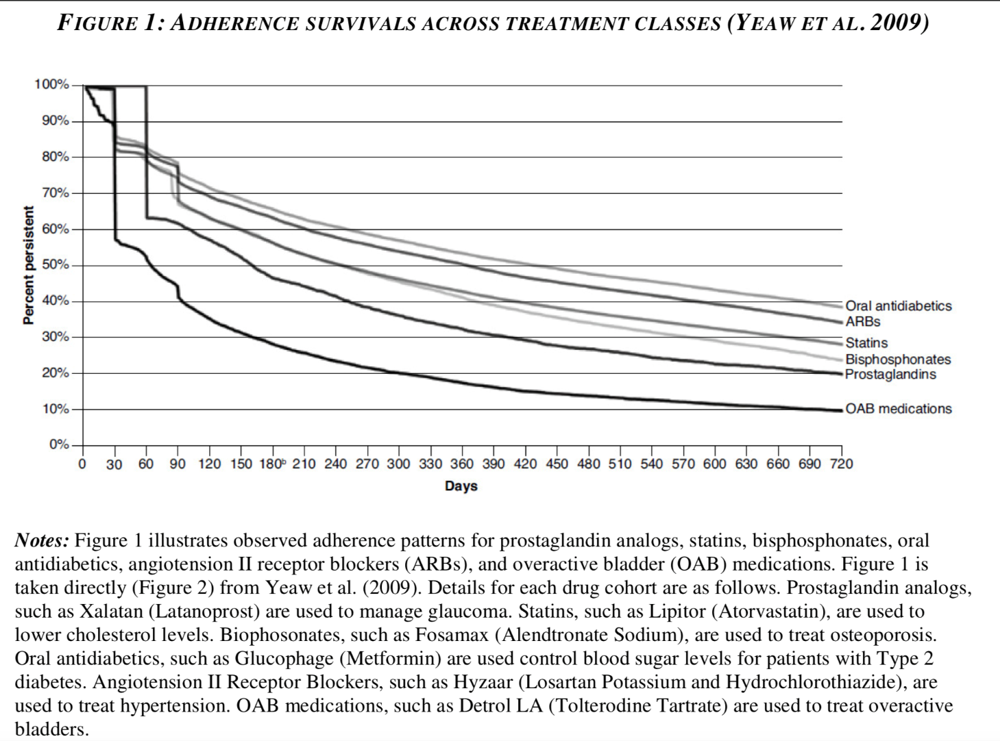 FIGURE 1: ADHERENCE SURVIVALS ACROSS TREATMENT CLASSES (YEAW ET AL. 2009)
100%
90%
80%
70%
60%
50%
40%
30%
20%
10%
0%
Percent persistent
Oral antidiabetics
ARBs
Statins
Bisphosphonates
Prostaglandins
OAB medications
0 30 60 90 120 150 180ᵇ 210 240 270 300 330 360 390 420 450 480 510 540 570 600 630 660 690 720
Days
Notes: Figure 1 illustrates observed adherence patterns for prostaglandin analogs, statins, bisphosphonates, oral
antidiabetics, angiotension II receptor blockers (ARBs), and overactive bladder (OAB) medications. Figure 1 is
taken directly (Figure 2) from Yeaw et al. (2009). Details for each drug cohort are as follows. Prostaglandin analogs,
such as Xalatan (Latanoprost) are used to manage glaucoma. Statins, such as Lipitor (Atorvastatin), are used to
lower cholesterol levels. Biophosonates, such as Fosamax (Alendtronate Sodium), are used to treat osteoporosis.
Oral antidiabetics, such as Glucophage (Metformin) are used control blood sugar levels for patients with Type 2
diabetes. Angiotension II Receptor Blockers, such as Hyzaar (Losartan Potassium and Hydrochlorothiazide), are
used to treat hypertension. OAB medications, such as Detrol LA (Tolterodine Tartrate) are used to treat overactive
bladders.